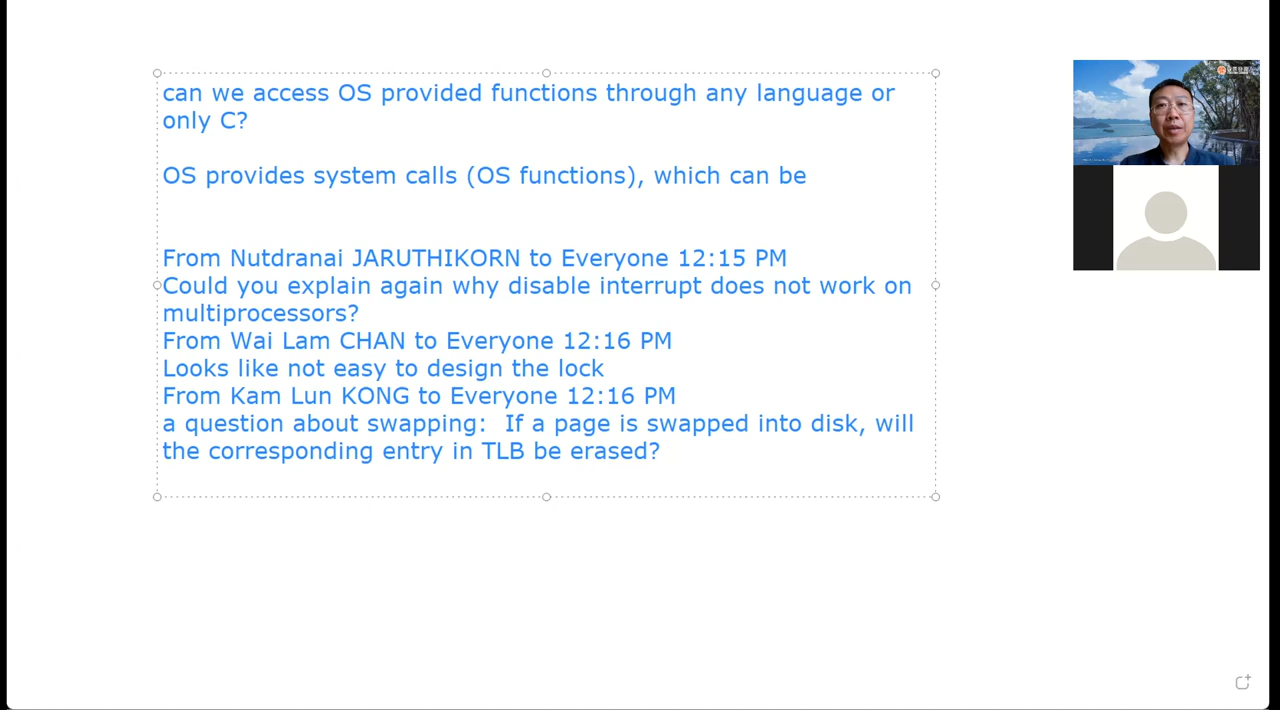 can we access OS provided functions through any language or
only C?
OS provides system calls (OS functions), which can be
From Nutdranai JARUTHIKORN to Everyone 12:15 PM
Could you explain again why disable interrupt does not work on
multiprocessors?
From Wai Lam CHAN to Everyone 12:16 PM
Looks like not easy to design the lock
From Kam Lun KONG to Everyone 12:16 PM
a question about swapping:  If a page is swapped into disk, will
the corresponding entry in TLB be erased?